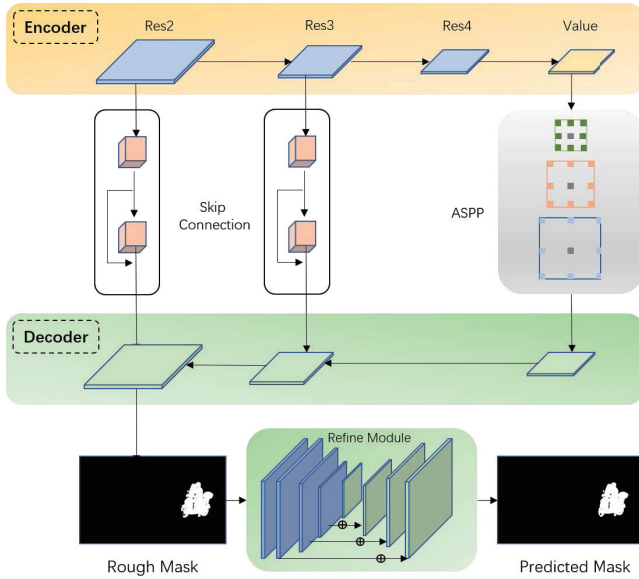 Encoder
Res2
Res3
Res4
Value
Skip
Connection
ASPP
Decoder
Refine Module
Rough Mask
Predicted Mask